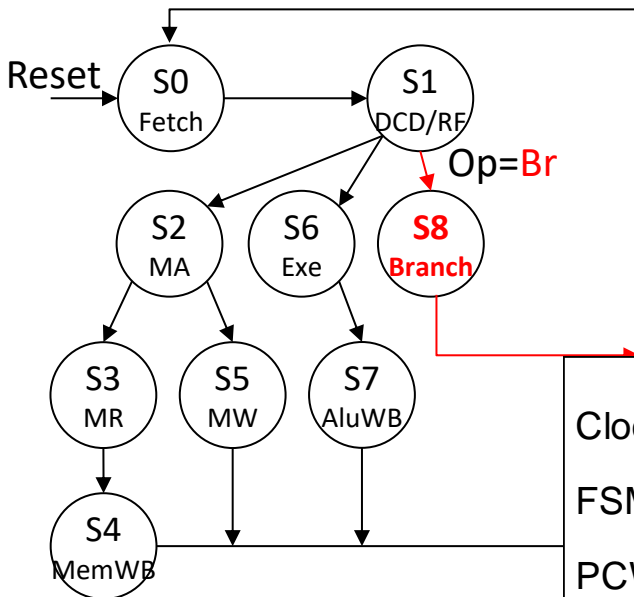 Reset
S0
Fetch
S1
DCD/RF
Op=Br
S2
MA
S6
Exe
S8
Branch
S3
MR
S5
MW
S7
AluWB
S4
MemWB
FSM